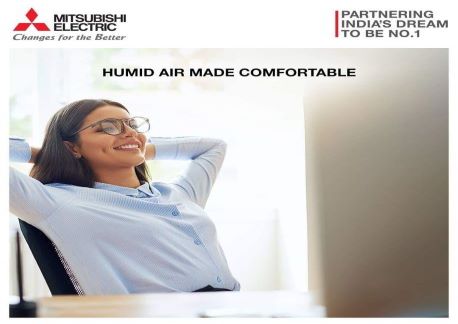 MITSUBISHI
ELECTRIC
Changes for the Better
PARTNERING
INDIA'S DREAM
TO BE NO.1
HUMID AIR MADE COMFORTABLE